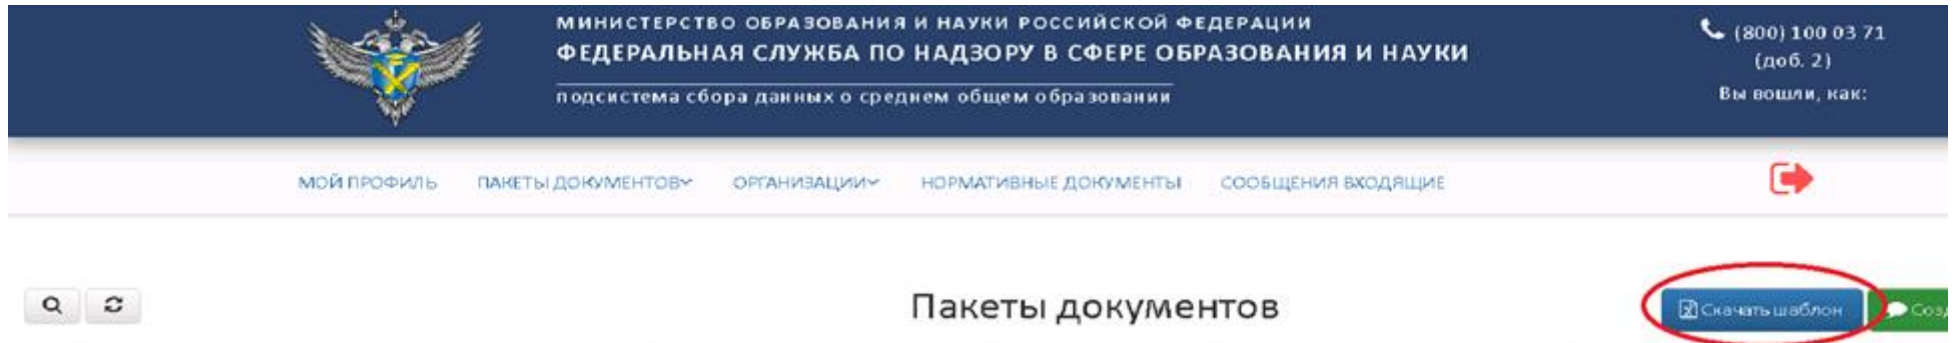 МИНИСТЕРСТВО ОБРАЗОВАНИЯ И НАУКИ РОССИЙСКОЙ ФЕДЕРАЦИИ
ФЕДЕРАЛЬНАЯ СЛУЖБА ПО НАДЗОРУ В СФЕРЕ ОБРАЗОВАНИЯ И НАУКИ
подсистема сбора данных о среднем общем образовании
(800) 100 03 71
(доб. 2)
Вы вошли, как:
МОЙ ПРОФИЛЬ ПАКЕТЫ ДОКУМЕНТОВ ОРГАНИЗАЦИИ НОРМАТИВНЫЕ ДОКУМЕНТЫ СООБЩЕНИЯ ВХОДЯЩИЕ
Пакеты документов Скачать шаблон